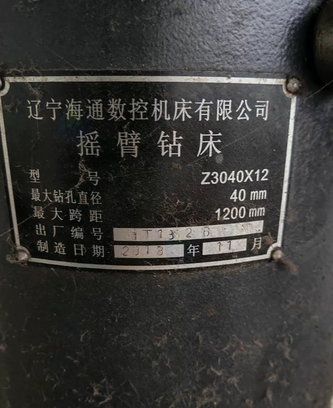 辽宁海通数控机床有限公司
摇臂钻床
型号 Z3040X12
最大钻孔直径 40 mm
最大跨距 1200 mm
出厂编号
制造日期 2018 年 11 月